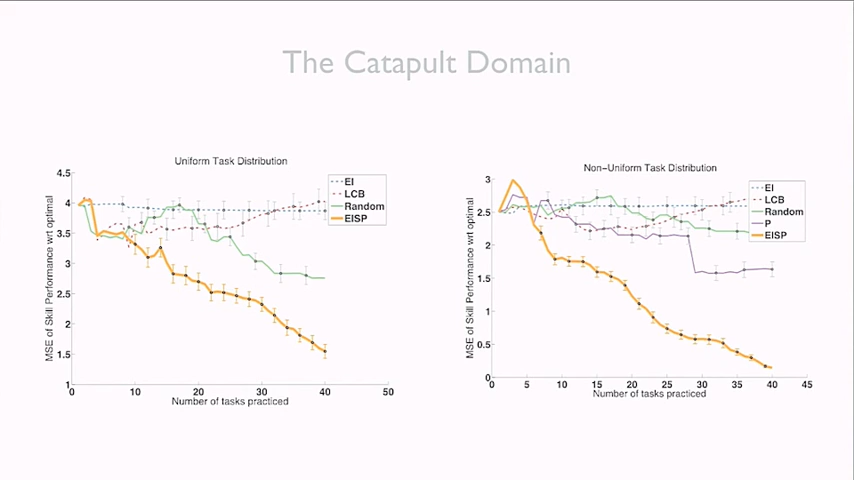 The Catapult Domain
Uniform Task Distribution
4.5
4
3.5
3
2.5
2
1.5
1
MSE of Skill Performance wrt optimal
0
10
20
30
40
50
Number of tasks practiced
EI
LCB
Random
EISP
Non-Uniform Task Distribution
3
2.5
2
1.5
1
0.5
0
MSE of Skill Performance wrt optimal
0
5
10
15
20
25
30
35
40
45
Number of tasks practiced
EI
LCB
Random
P
EISP